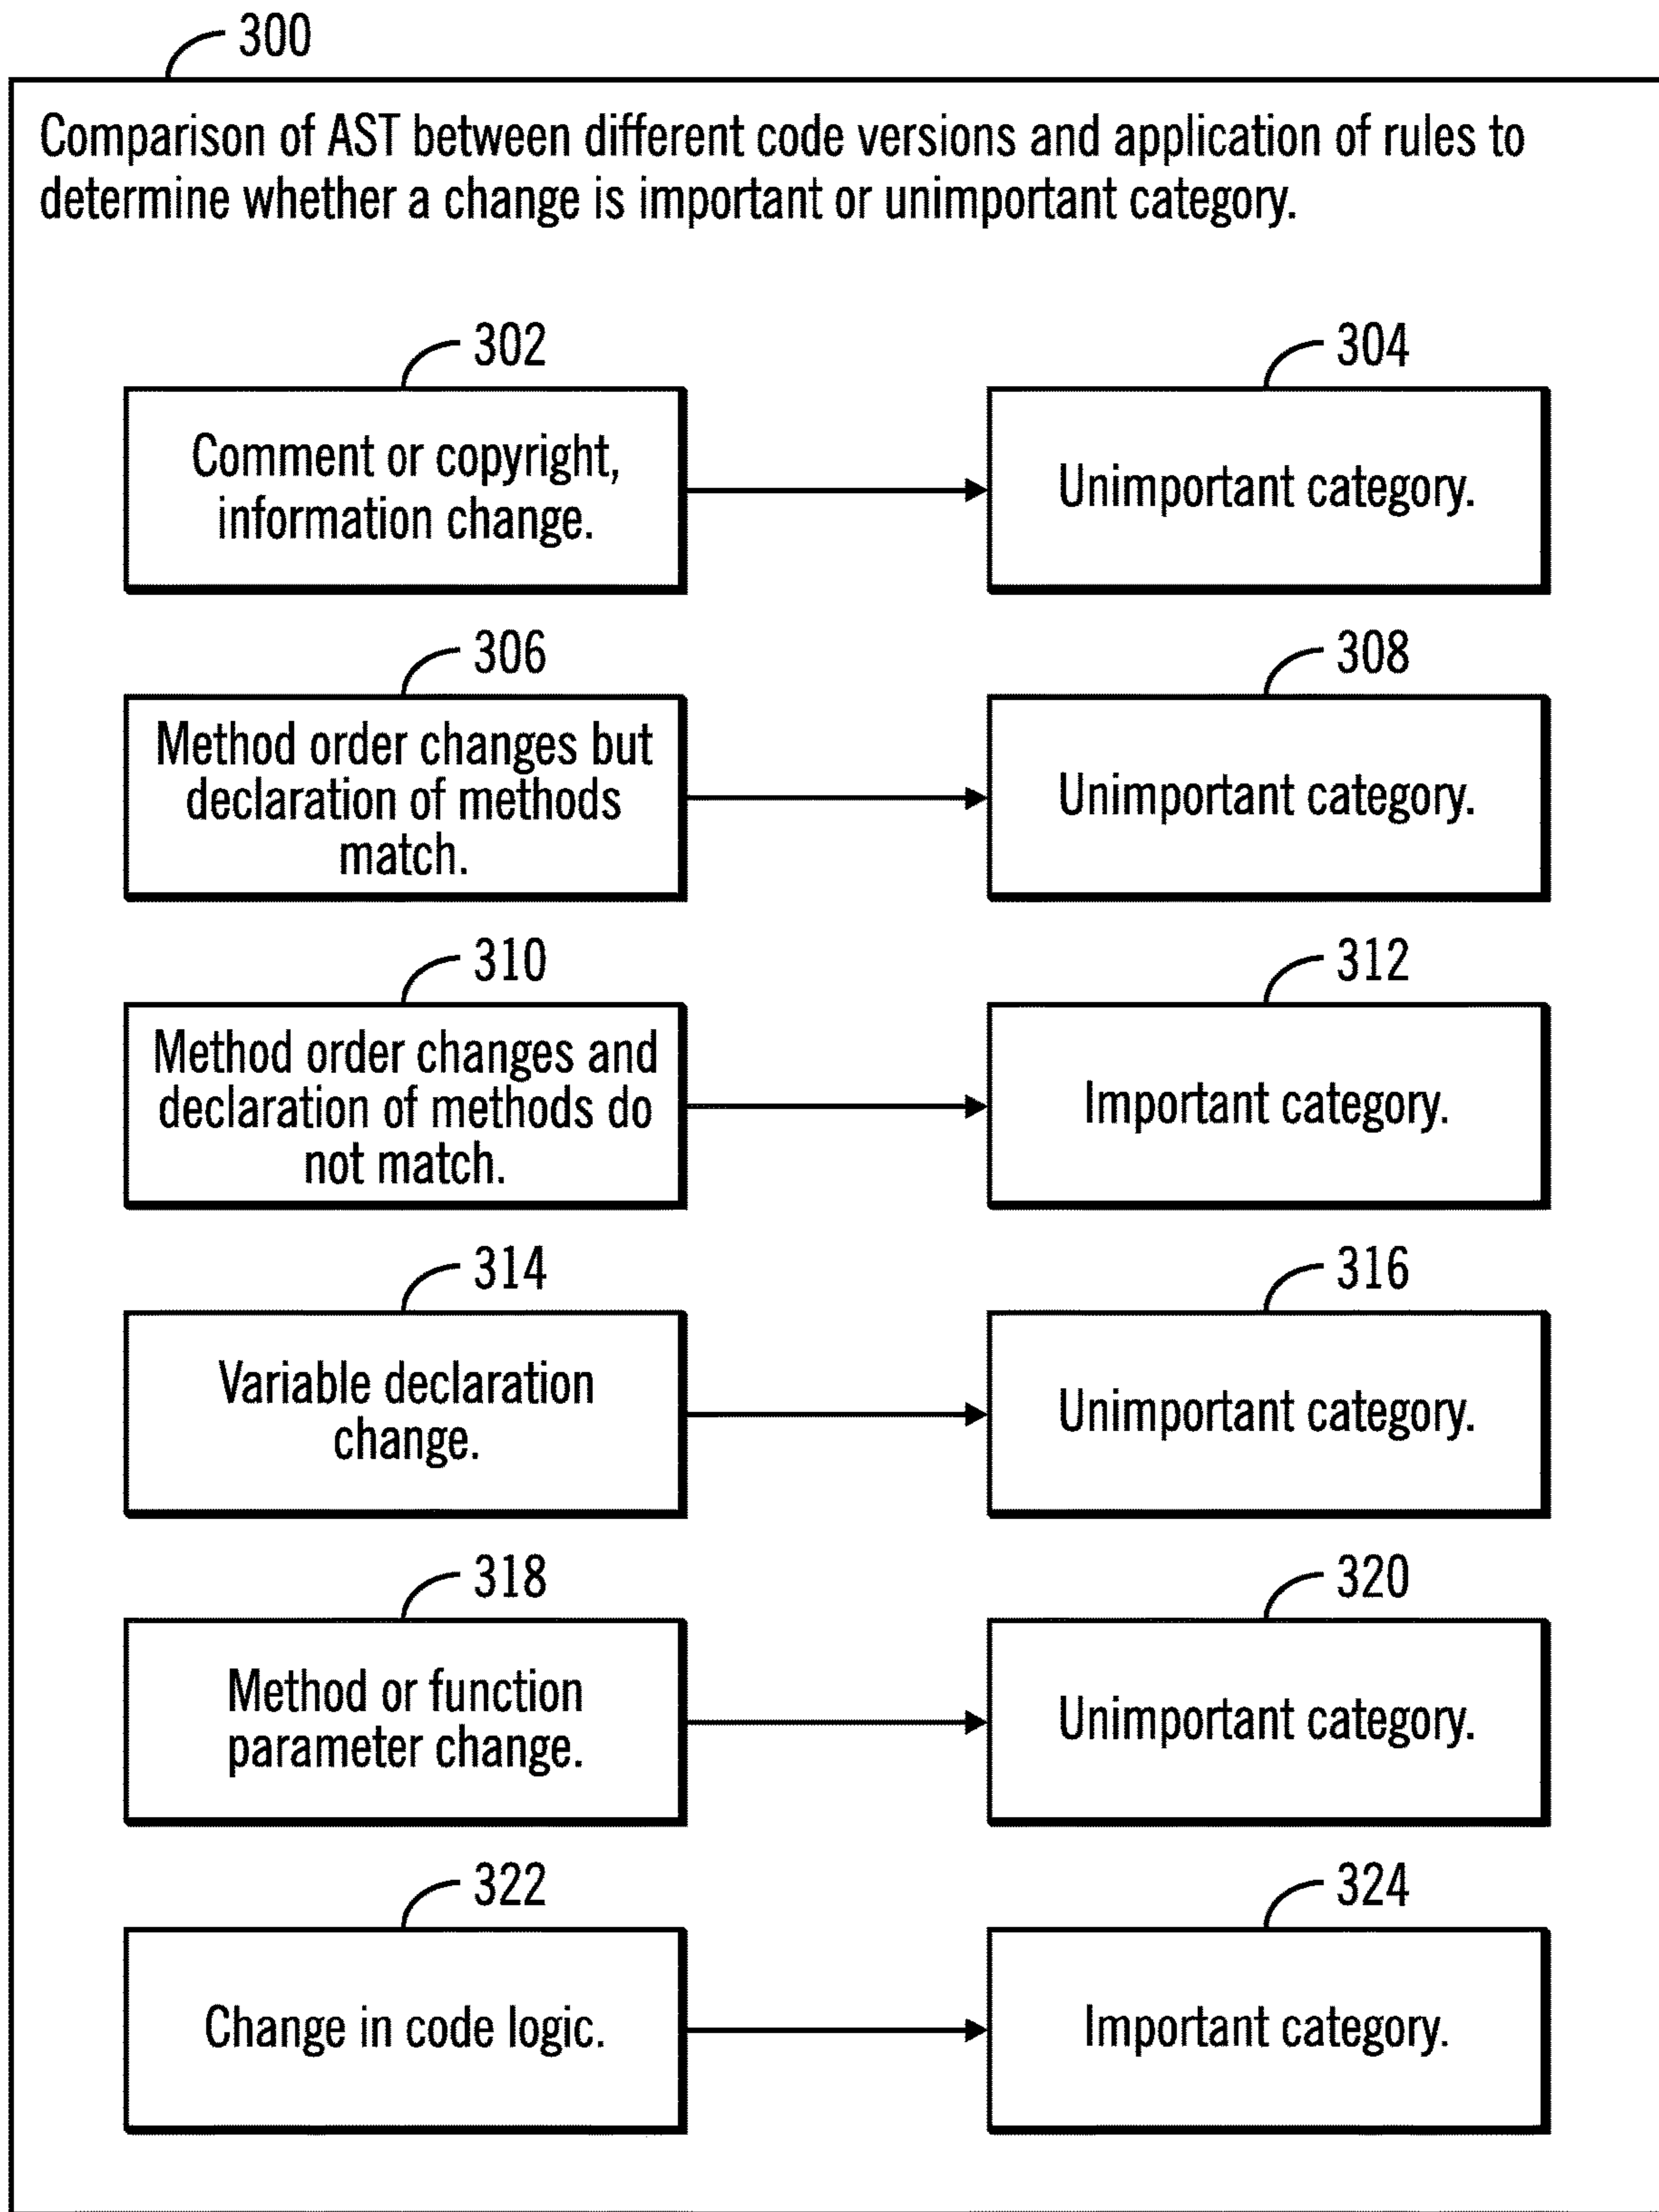 300
Comparison of AST between different code versions and application of rules to
determine whether a change is important or unimportant category.
302
Comment or copyright,
information change.
304
Unimportant category.
306
Method order changes but
declaration of methods
match.
308
Unimportant category.
310
Method order changes and
declaration of methods do
not match.
312
Important category.
314
Variable declaration
change.
316
Unimportant category.
318
Method or function
parameter change.
320
Unimportant category.
322
Change in code logic.
324
Important category.